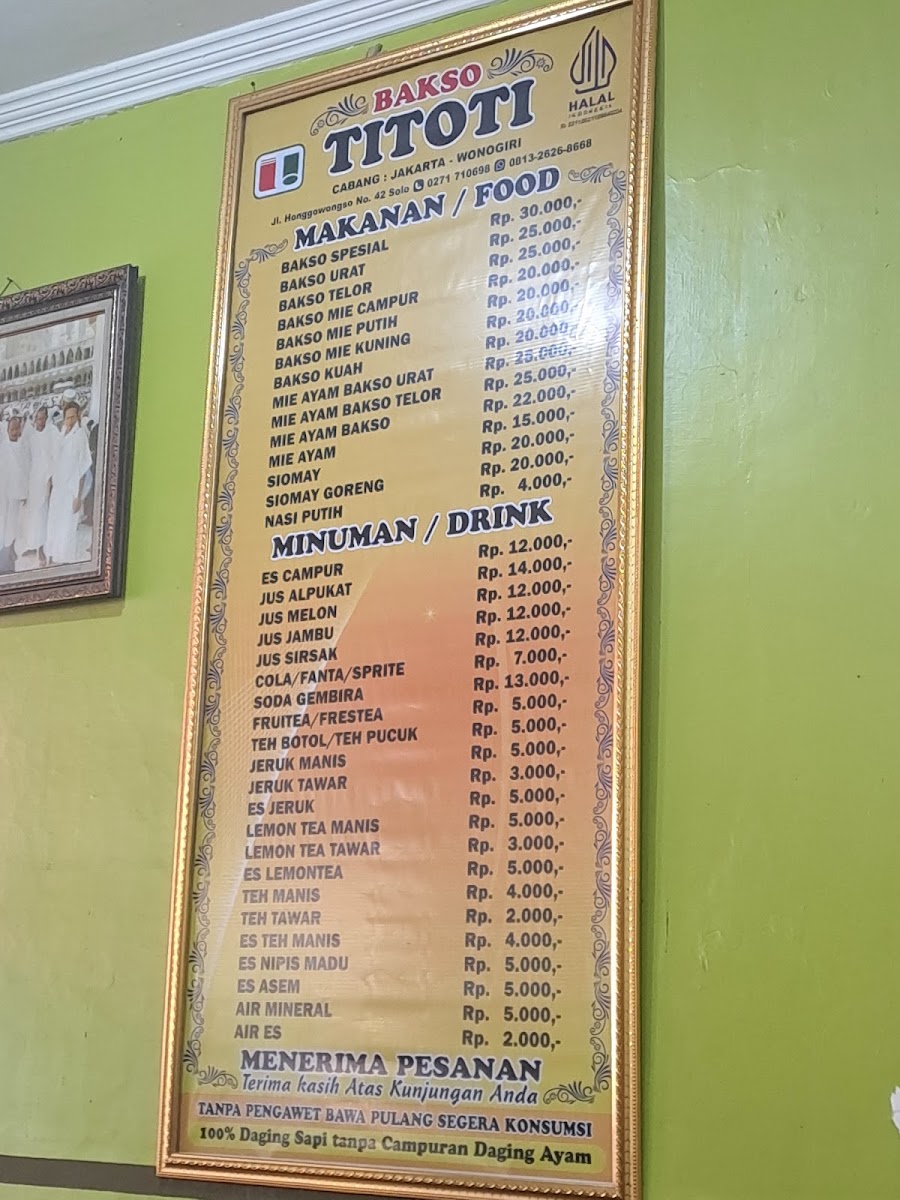 BAKSO
TITOTI
HALAL
INDONESIA
CABANG : JAKARTA - WONOGIRI
Jl. Honggowongso No. 42 Solo 0271 710698 0813-2626-8668
MAKANAN / FOOD
BAKSO SPESIAL Rp. 30.000,-
BAKSO URAT Rp. 25.000,-
BAKSO TELOR Rp. 25.000,-
BAKSO MIE CAMPUR Rp. 20.000,-
BAKSO MIE PUTIH Rp. 20.000,-
BAKSO MIE KUNING Rp. 20.000,-
BAKSO KUAH Rp. 20.000,-
MIE AYAM BAKSO URAT Rp. 25.000,-
MIE AYAM BAKSO TELOR Rp. 25.000,-
MIE AYAM BAKSO Rp. 22.000,-
MIE AYAM Rp. 15.000,-
SIOMAY Rp. 20.000,-
SIOMAY GORENG Rp. 20.000,-
NASI PUTIH Rp. 4.000,-
MINUMAN / DRINK
ES CAMPUR Rp. 12.000,-
JUS ALPUKAT Rp. 14.000,-
JUS MELON Rp. 12.000,-
JUS JAMBU Rp. 12.000,-
JUS SIRSAK Rp. 12.000,-
COLA/FANTA/SPRITE Rp. 7.000,-
SODA GEMBIRA Rp. 13.000,-
FRUITEA/FRESTEA Rp. 5.000,-
TEH BOTOL/TEH PUCUK Rp. 5.000,-
JERUK MANIS Rp. 5.000,-
JERUK TAWAR Rp. 3.000,-
ES JERUK Rp. 5.000,-
LEMON TEA MANIS Rp. 5.000,-
LEMON TEA TAWAR Rp. 3.000,-
ES LEMONTEA Rp. 5.000,-
TEH MANIS Rp. 4.000,-
TEH TAWAR Rp. 2.000,-
ES TEH MANIS Rp. 4.000,-
ES NIPIS MADU Rp. 5.000,-
ES ASEM Rp. 5.000,-
AIR MINERAL Rp. 5.000,-
AIR ES Rp. 2.000,-
MENERIMA PESANAN
Terima kasih Atas Kunjungan Anda
TANPA PENGAWET BAWA PULANG SEGERA KONSUMSI
100% Daging Sapi tanpa Campuran Daging Ayam